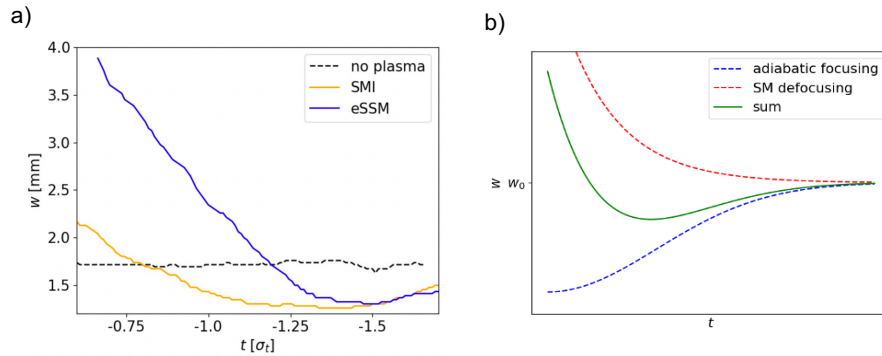 a)
4.0
3.5
3.0
2.5
2.0
1.5
w [mm]
no plasma
SMI
eSSM
-0.75
-1.0
-1.25
-1.5
t [σt]
b)
adiabatic focusing
SM defocusing
sum
w
w0
t